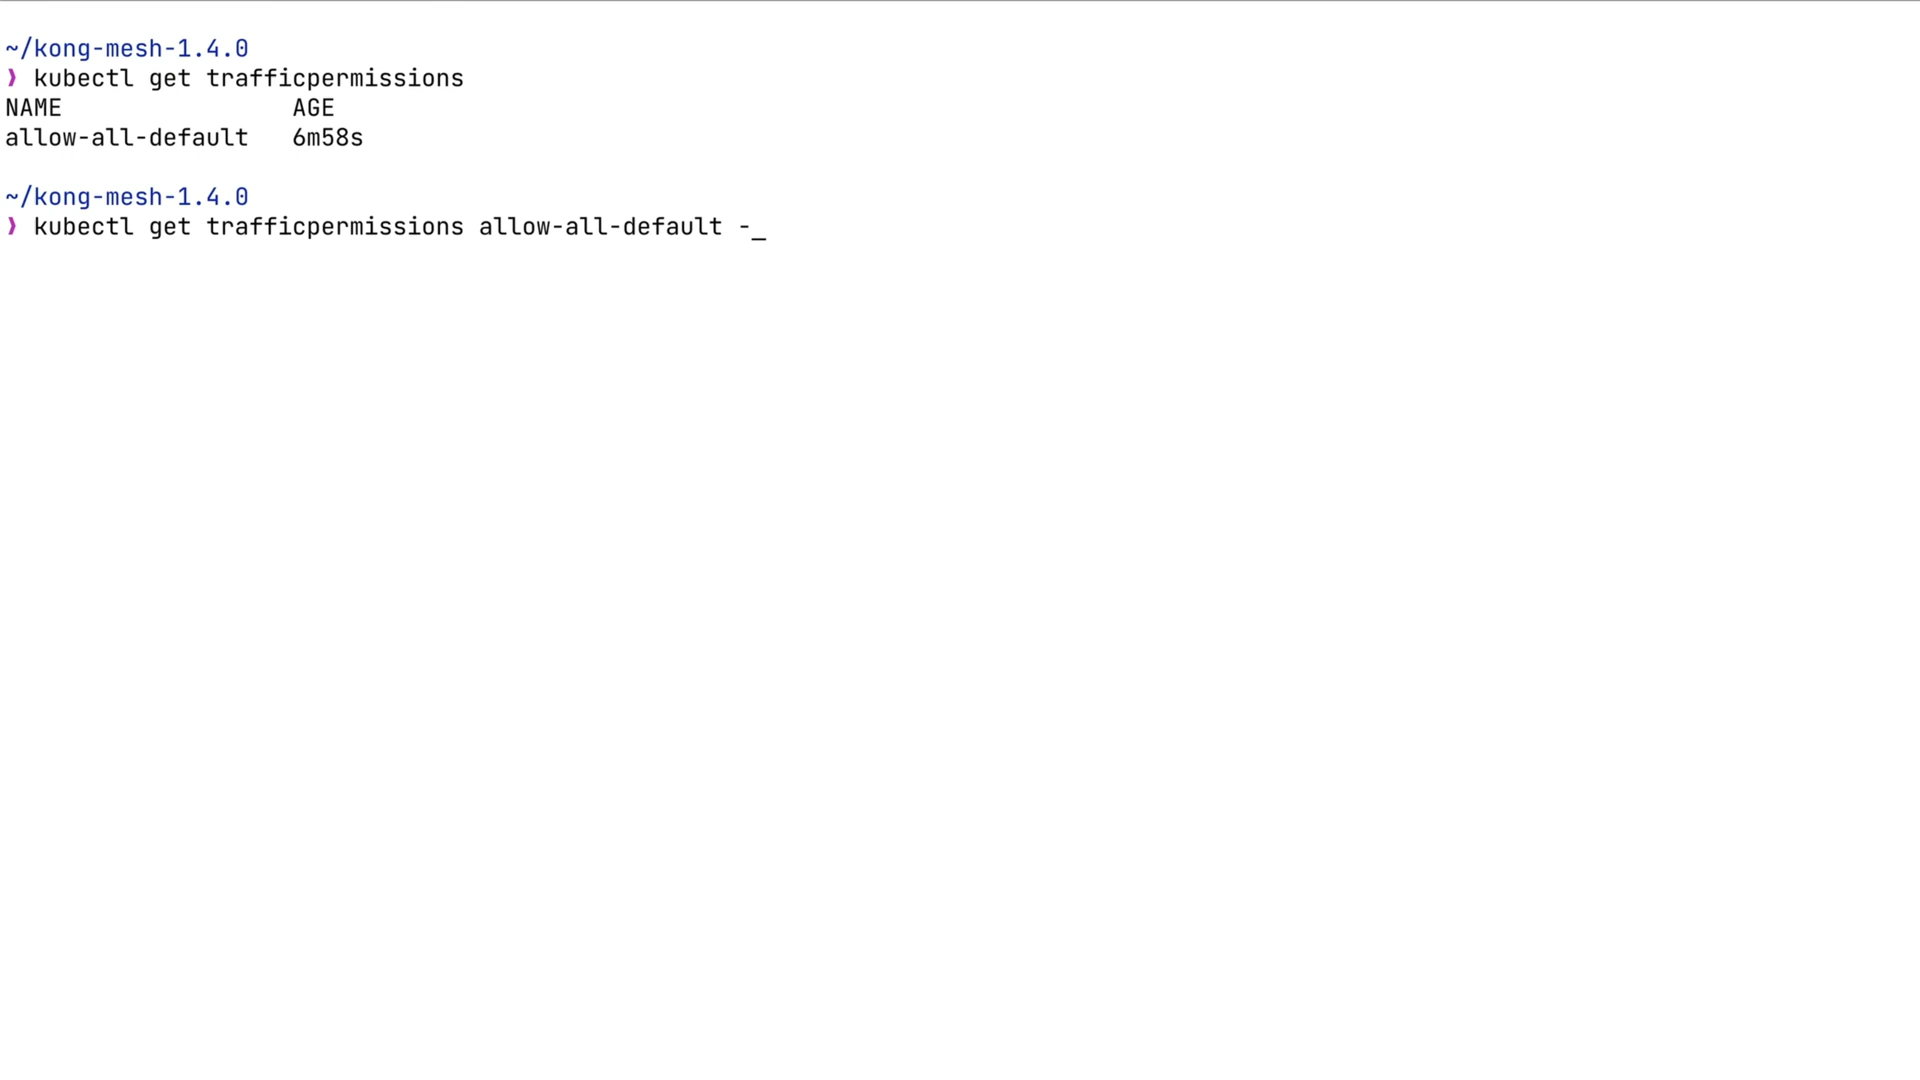 ~/kong-mesh-1.4.0
❯ kubectl get trafficpermissions
NAME                AGE
allow-all-default   6m58s
~/kong-mesh-1.4.0
❯ kubectl get trafficpermissions allow-all-default -_